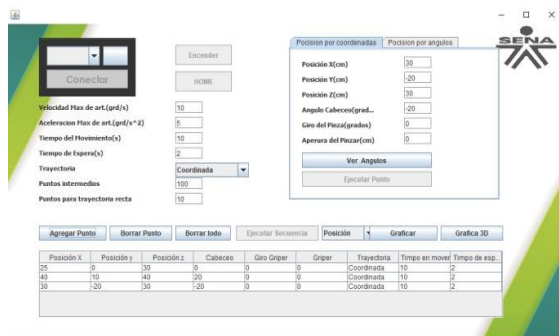 Pocision por coordenadas Pocision por angulos
SENA
Encender
Conectar
HOME
Posición X(cm) 30
Posición Y(cm) -20
Posición Z(cm) 30
Angulo Cabeceo(grad... -20
Giro del Pinza(grados) 0
Aperura del Pinzar(cm) 0
Ver Angulos
Ejecutar Punto
Velocidad Max de art.(grd/s) 10
Aceleracion Max de art.(grd/s^2) 5
Tiempo del Movimiento(s) 10
Tiempo de Espera(s) 2
Trayectoria Coordinada
Puntos intermedios 100
Puntos para trayectoria recta 10
Agregar Punto Borrar Punto Borrar todo Ejecutar Secuencia Posición Graficar Grafica 3D
Posición X Posición y Posición z Cabeceo Giro Griper Griper Trayectoria Timpo en mover Timpo de esp...
25 0 30 0 0 0 Coordinada 10 2
40 10 40 20 0 0 Coordinada 10 2
30 -20 30 -20 0 0 Coordinada 10 2